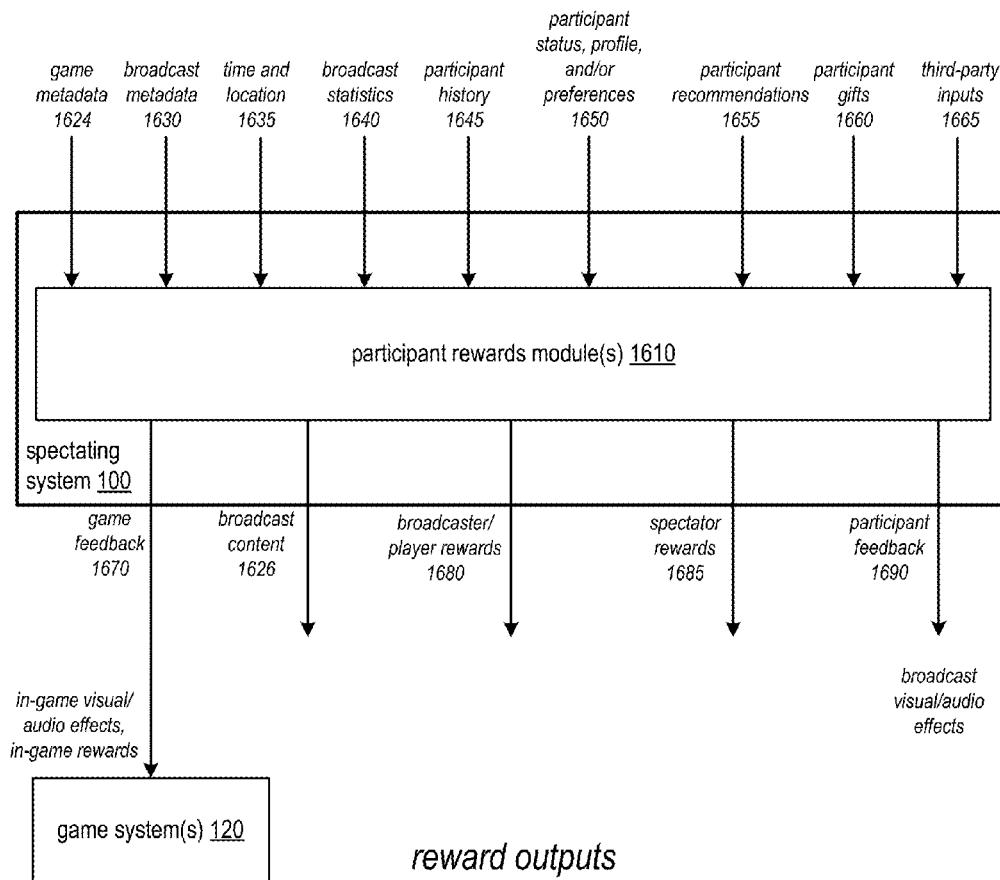 game
metadata
1624
broadcast
metadata
1630
time and
location
1635
broadcast
statistics
1640
participant
history
1645
participant
status, profile,
and/or
preferences
1650
participant
recommendations
1655
participant
gifts
1660
third-party
inputs
1665
participant rewards module(s) 1610
spectating
system 100
game
feedback
1670
broadcast
content
1626
broadcaster/
player rewards
1680
spectator
rewards
1685
participant
feedback
1690
in-game visual/
audio effects,
in-game rewards
broadcast
visual/audio
effects
game system(s) 120
reward outputs